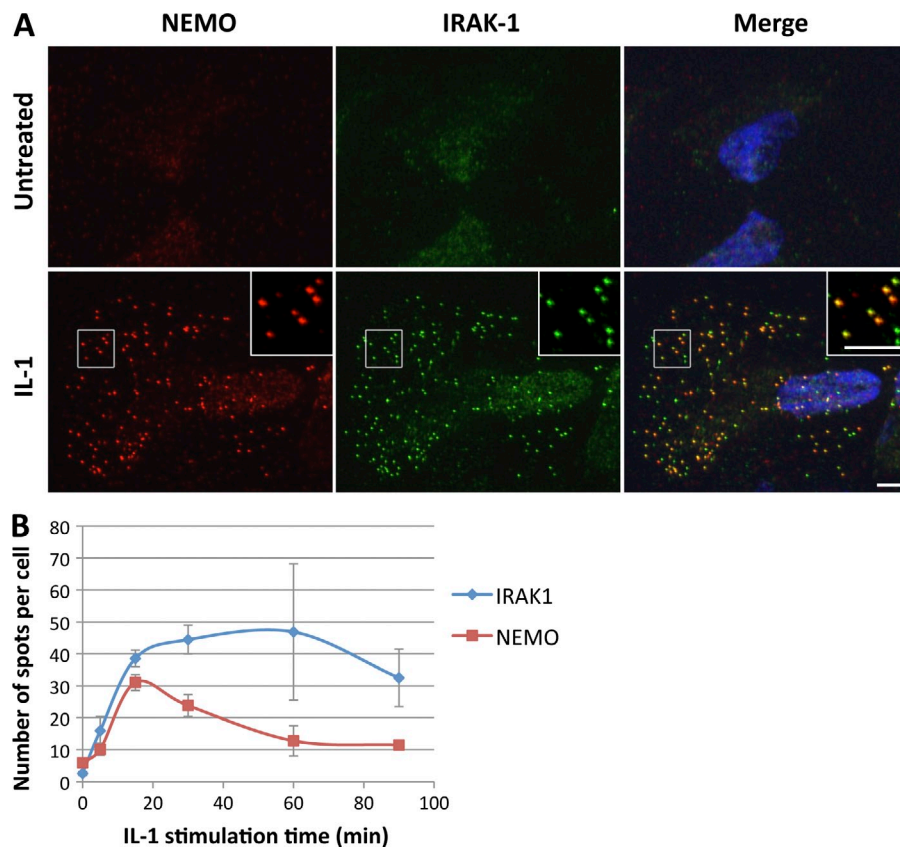 A
NEMO IRAK-1 Merge
Untreated
IL-1
B
Number of spots per cell
80
70
60
50
40
30
20
10
0
0 20 40 60 80 100
IL-1 stimulation time (min)
IRAK1
NEMO